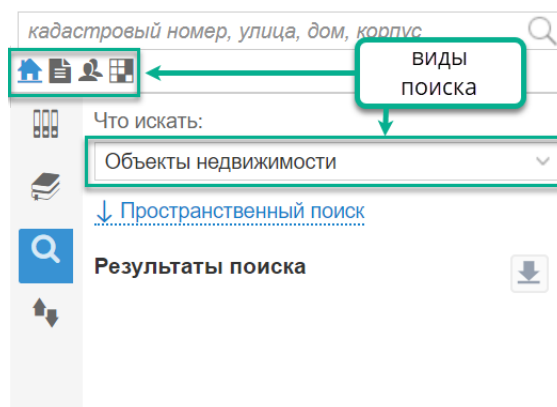 кадастровый номер, улица, дом, корпус
виды
поиска
Что искать:
Объекты недвижимости
↓ Пространственный поиск
Результаты поиска